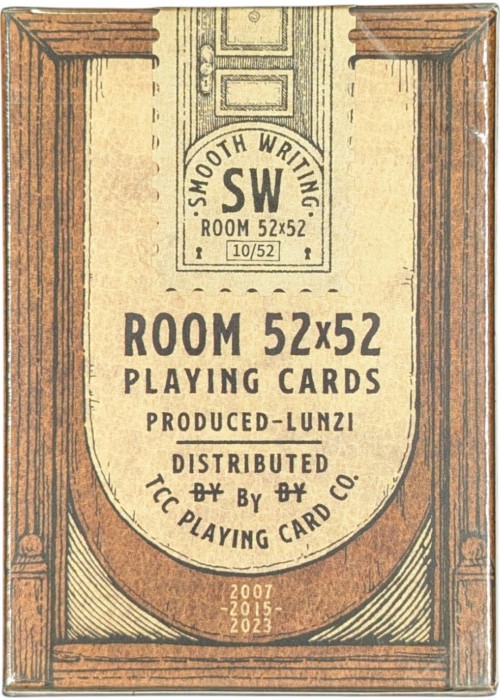 SMOOTH WRITING
SW
ROOM 52x52
10/52
ROOM 52x52
PLAYING CARDS
PRODUCED-LUNZI
DISTRIBUTED
BY By BY
TCC PLAYING CARD CO.
2007
-2015-
2023